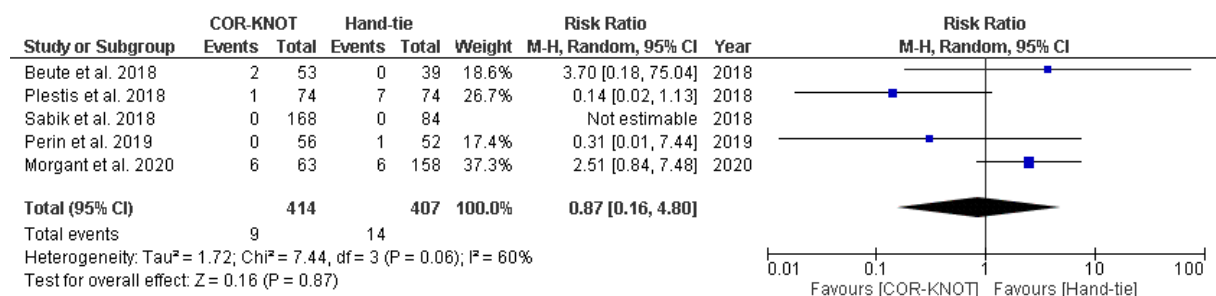 COR-KNOT Hand-tie Risk Ratio Risk Ratio
Study or Subgroup Events Total Events Total Weight M-H, Random, 95% CI Year M-H, Random, 95% CI
Beute et al. 2018 2 53 0 39 18.6% 3.70 [0.18, 75.04] 2018
Plestis et al. 2018 1 74 7 74 26.7% 0.14 [0.02, 1.13] 2018
Sabik et al. 2018 0 168 0 84 Not estimable 2018
Perin et al. 2019 0 56 1 52 17.4% 0.31 [0.01, 7.44] 2019
Morgant et al. 2020 6 63 6 158 37.3% 2.51 [0.84, 7.48] 2020
Total (95% CI) 414 407 100.0% 0.87 [0.16, 4.80]
Total events 9 14
Heterogeneity: Tau² = 1.72; Chi² = 7.44, df = 3 (P = 0.06); I² = 60%
Test for overall effect: Z = 0.16 (P = 0.87)
0.01 0.1 1 10 100
Favours [COR-KNOT] Favours [Hand-tie]